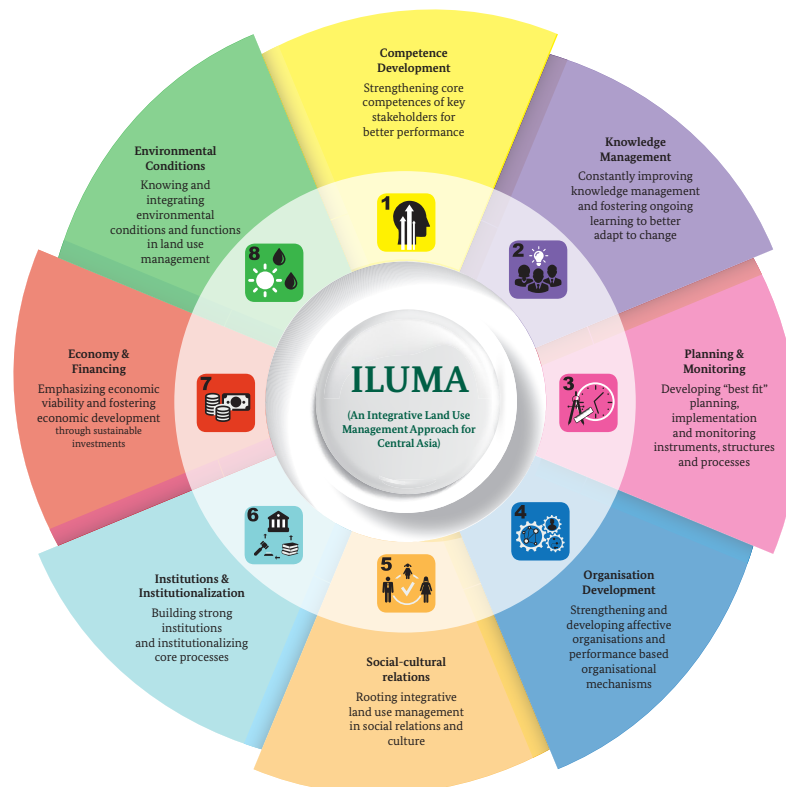 ILUMA
(An Integrative Land Use
Management Approach for
Central Asia)
1
Competence
Development
Strengthening core
competences of key
stakeholders for
better performance
2
Knowledge
Management
Constantly improving
knowledge management
and fostering ongoing
learning to better
adapt to change
3
Planning &
Monitoring
Developing “best fit”
planning,
implementation
and monitoring
instruments, structures
and processes
4
Organisation
Development
Strengthening and
developing affective
organisations and
performance based
organisational
mechanisms
5
Social-cultural
relations
Rooting integrative
land use management
in social relations and
culture
6
Institutions &
Institutionalization
Building strong
institutions
and institutionalizing
core processes
7
Economy &
Financing
Emphasizing economic
viability and fostering
economic development
through sustainable
investments
8
Environmental
Conditions
Knowing and
integrating
environmental
conditions and functions
in land use
management